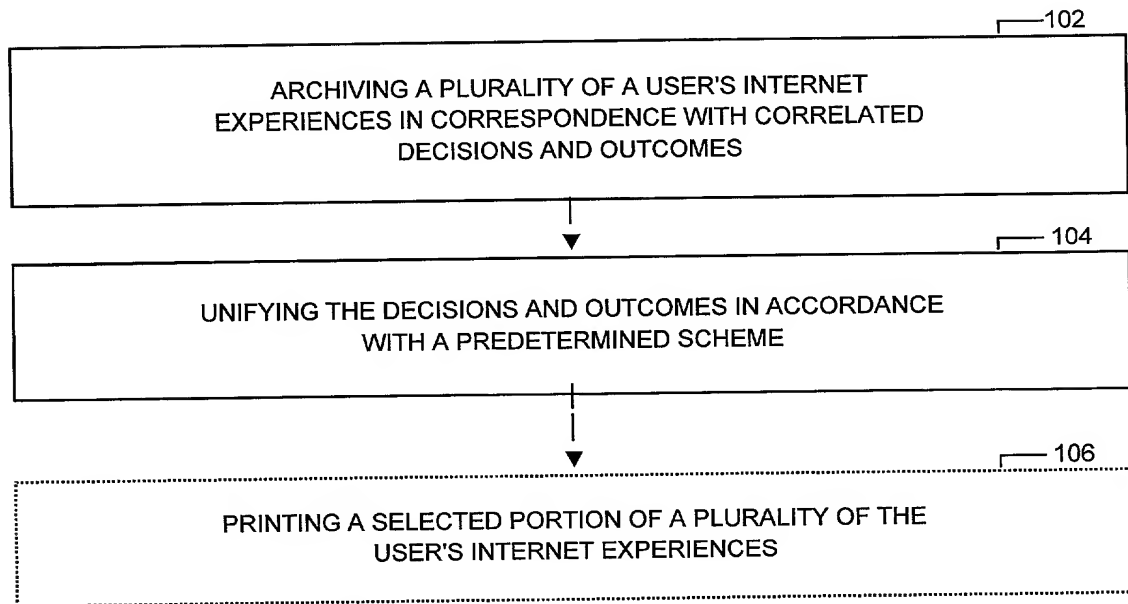 102
ARCHIVING A PLURALITY OF A USER'S INTERNET
EXPERIENCES IN CORRESPONDENCE WITH CORRELATED
DECISIONS AND OUTCOMES
104
UNIFYING THE DECISIONS AND OUTCOMES IN ACCORDANCE
WITH A PREDETERMINED SCHEME
106
PRINTING A SELECTED PORTION OF A PLURALITY OF THE
USER'S INTERNET EXPERIENCES